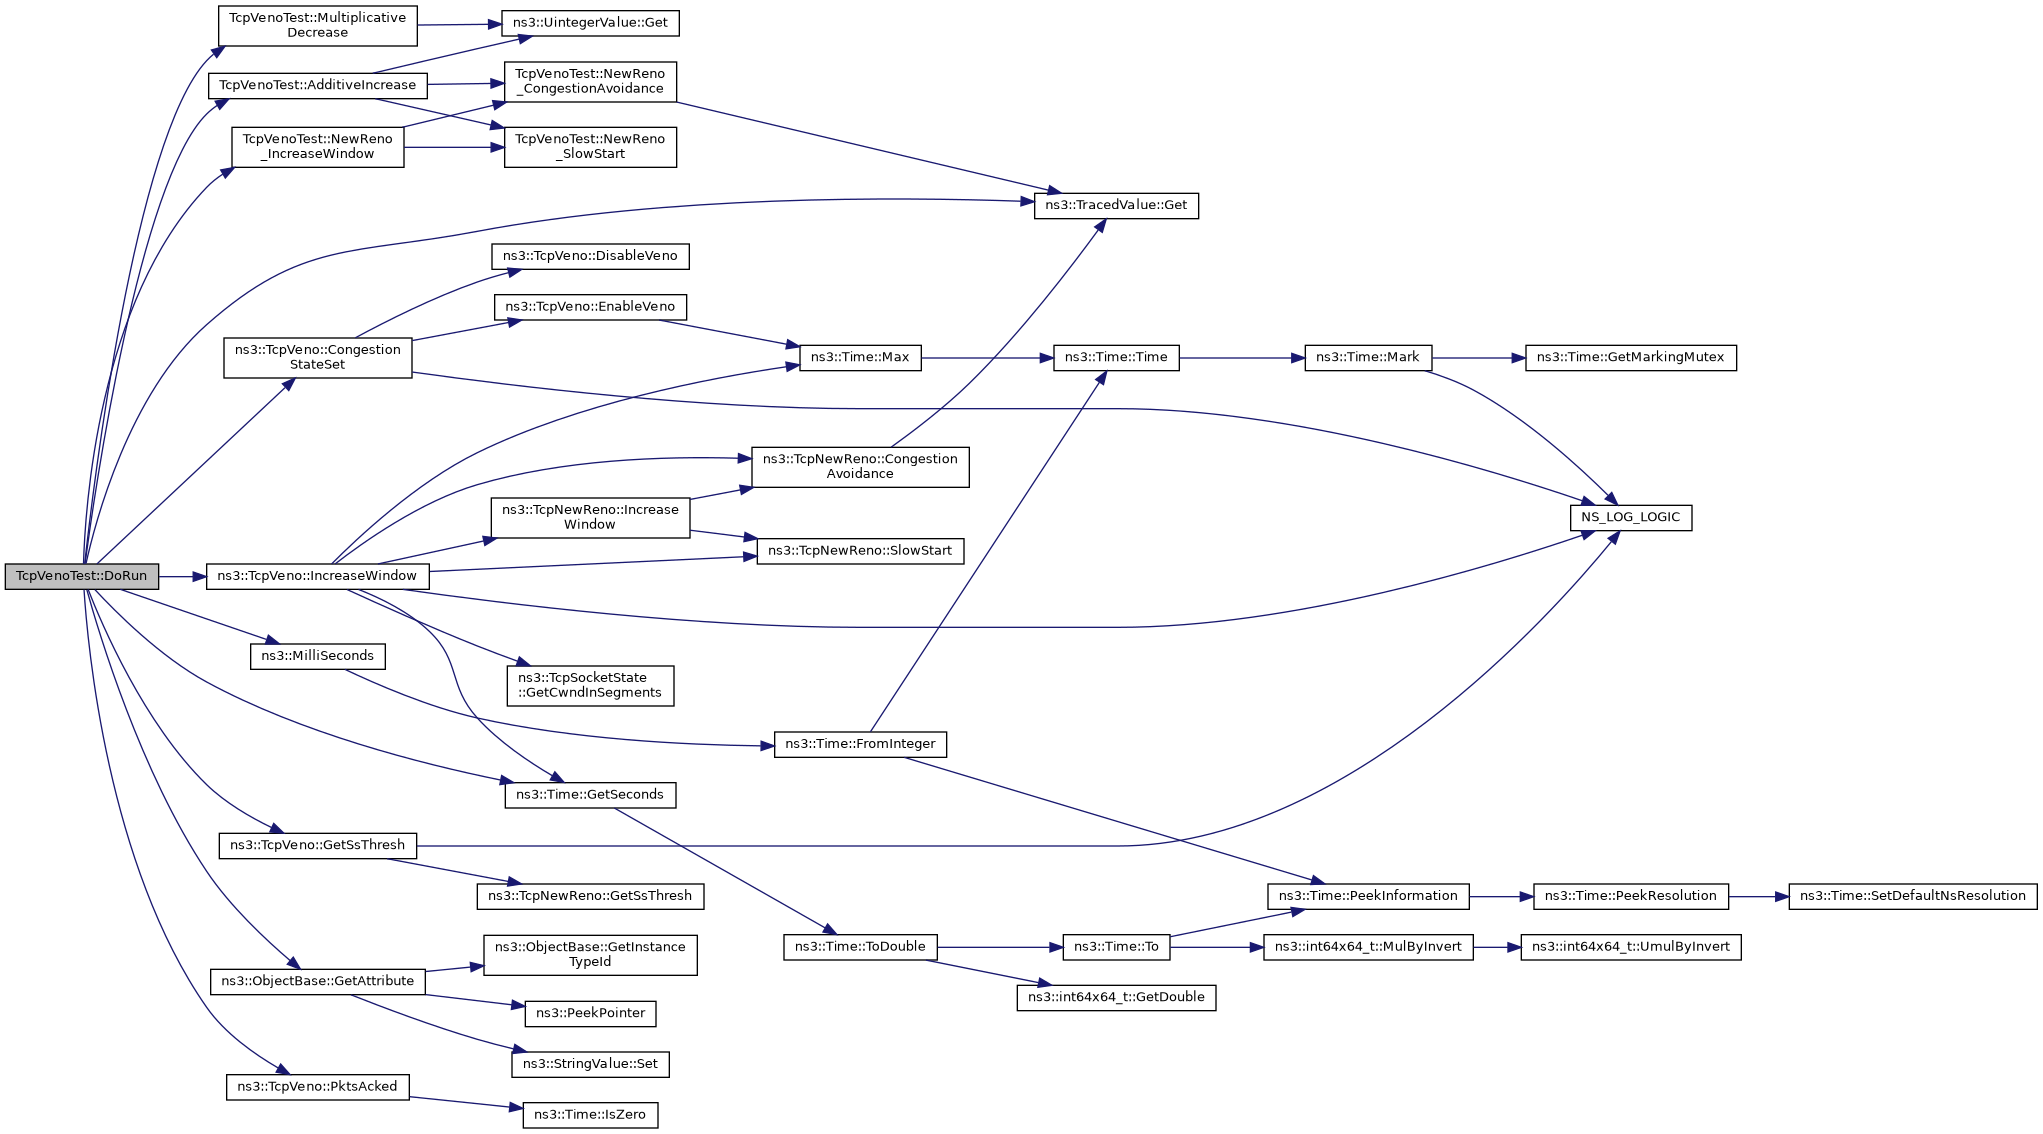 TcpVenoTest::Multiplicative
Decrease
ns3::UintegerValue::Get
TcpVenoTest::AdditiveIncrease
TcpVenoTest::NewReno
_CongestionAvoidance
TcpVenoTest::NewReno
_IncreaseWindow
TcpVenoTest::NewReno
_SlowStart
ns3::TracedValue::Get
ns3::TcpVeno::DisableVeno
ns3::TcpVeno::EnableVeno
ns3::TcpVeno::Congestion
StateSet
ns3::Time::Max
ns3::Time::Time
ns3::Time::Mark
ns3::Time::GetMarkingMutex
ns3::TcpNewReno::Congestion
Avoidance
ns3::TcpNewReno::Increase
Window
NS_LOG_LOGIC
ns3::TcpNewReno::SlowStart
TcpVenoTest::DoRun
ns3::TcpVeno::IncreaseWindow
ns3::MilliSeconds
ns3::TcpSocketState
::GetCwndInSegments
ns3::Time::FromInteger
ns3::Time::GetSeconds
ns3::TcpVeno::GetSsThresh
ns3::TcpNewReno::GetSsThresh
ns3::Time::PeekInformation
ns3::Time::PeekResolution
ns3::Time::SetDefaultNsResolution
ns3::Time::ToDouble
ns3::Time::To
ns3::int64x64_t::MulByInvert
ns3::int64x64_t::UmulByInvert
ns3::ObjectBase::GetInstance
TypeId
ns3::ObjectBase::GetAttribute
ns3::int64x64_t::GetDouble
ns3::PeekPointer
ns3::StringValue::Set
ns3::TcpVeno::PktsAcked
ns3::Time::IsZero